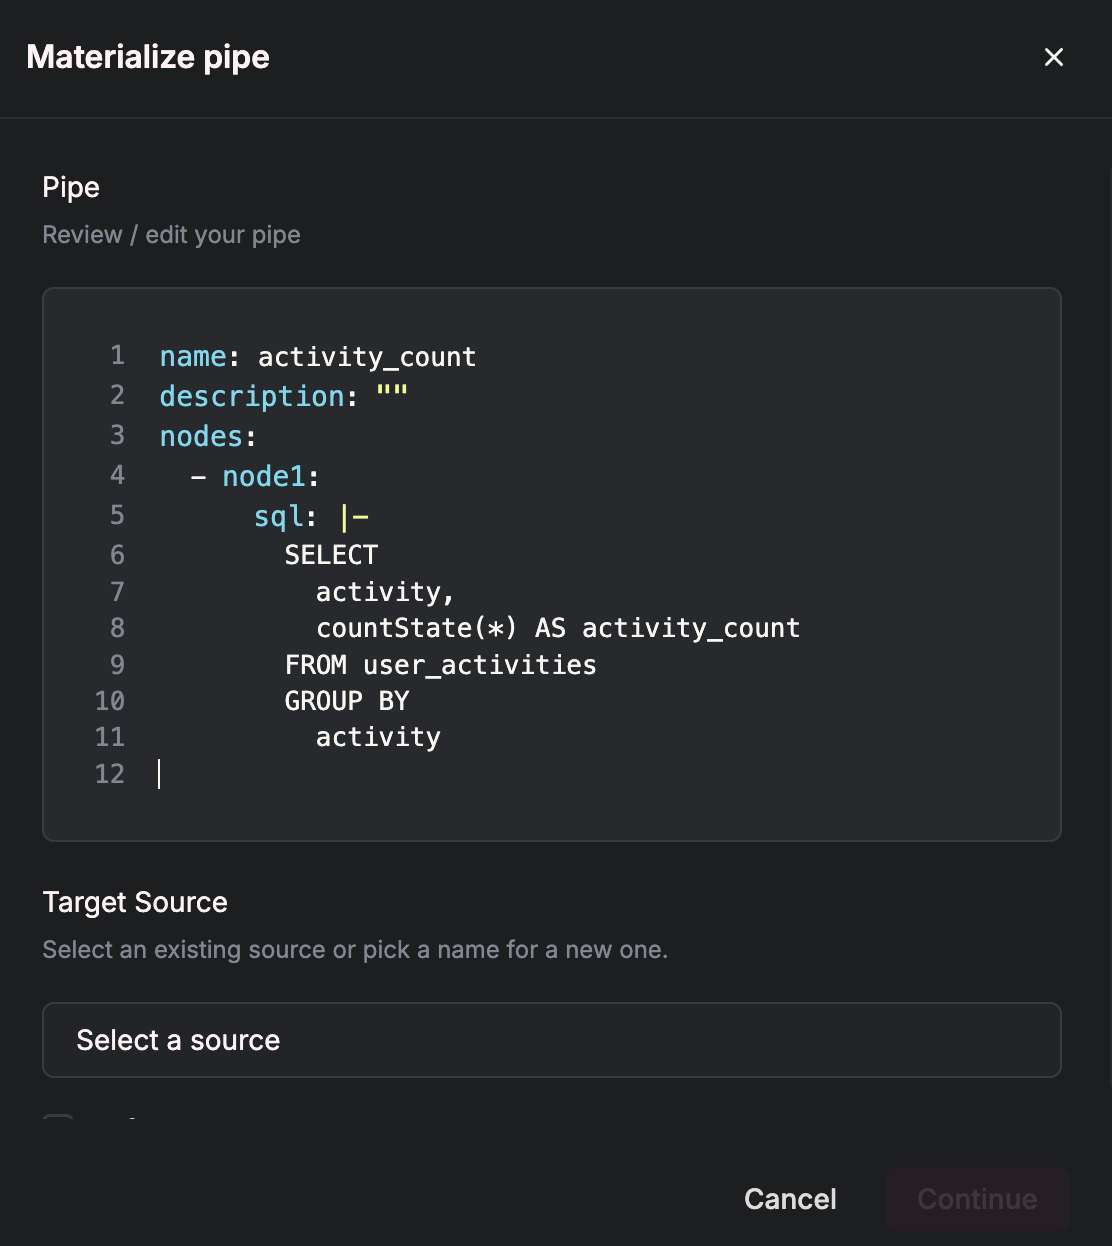 Materialize pipe
Pipe
Review / edit your pipe
1 name: activity_count
2 description: ""
3 nodes:
4   - node1:
5       sql: |-
6         SELECT
7           activity,
8           countState(*) AS activity_count
9         FROM user_activities
10         GROUP BY
11           activity
12
Target Source
Select an existing source or pick a name for a new one.
Select a source
Cancel
Continue